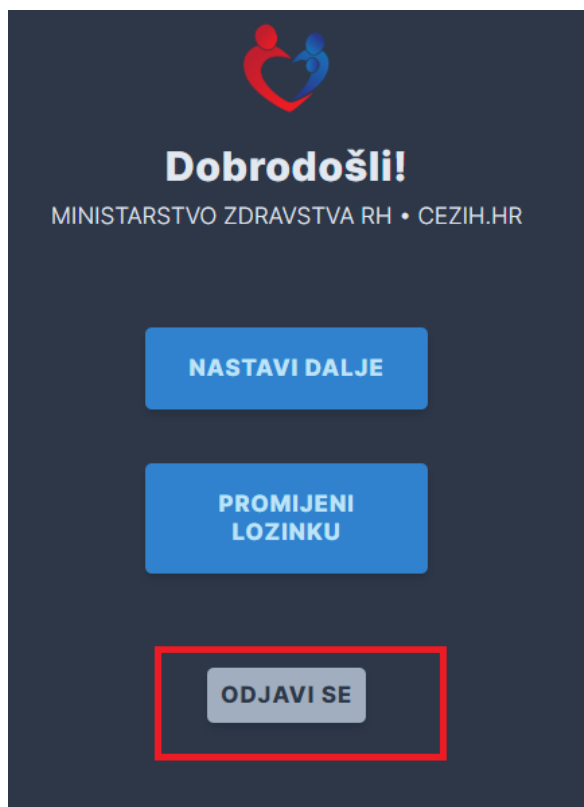 Dobrodošli!
MINISTARSTVO ZDRAVSTVA RH • CEZIH.HR
NASTAVI DALJE
PROMIJENI
LOZINKU
ODJAVI SE